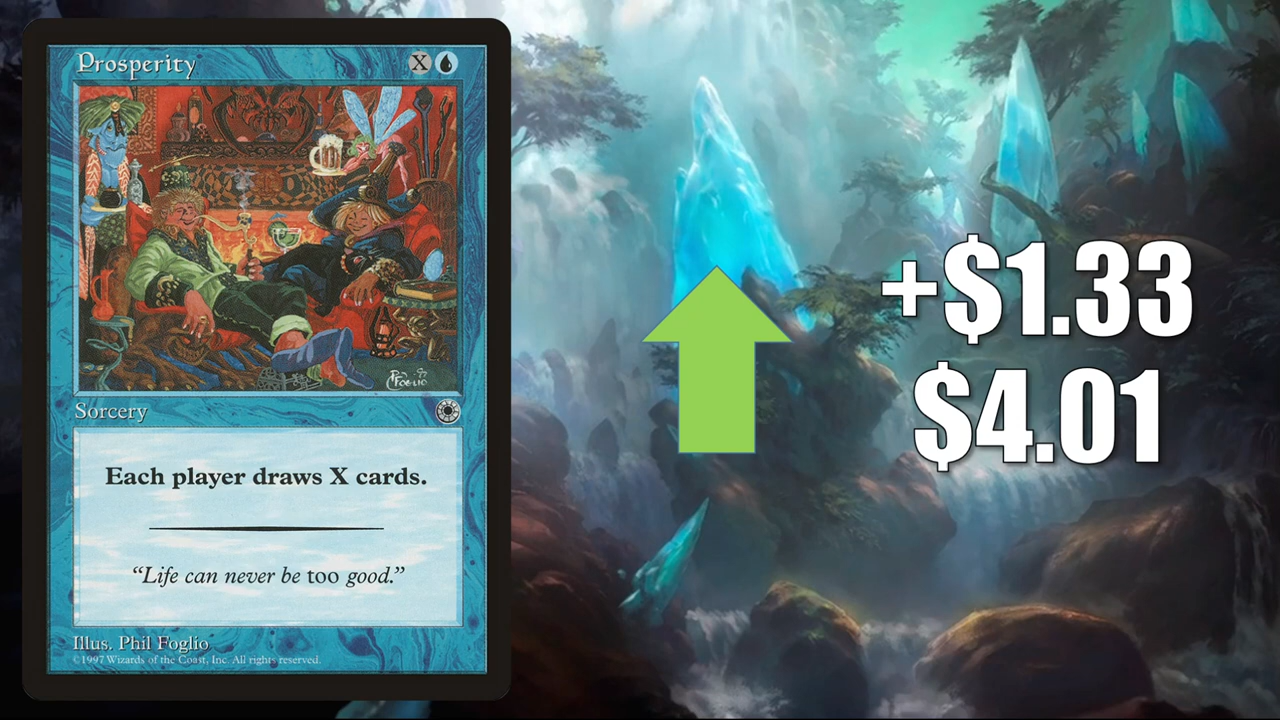 Prosperity X
Sorcery
Each player draws X cards.
“Life can never be too good.”
Illus. Phil Foglio
©1997 Wizards of the Coast, Inc. All rights reserved.
+$1.33
$4.01